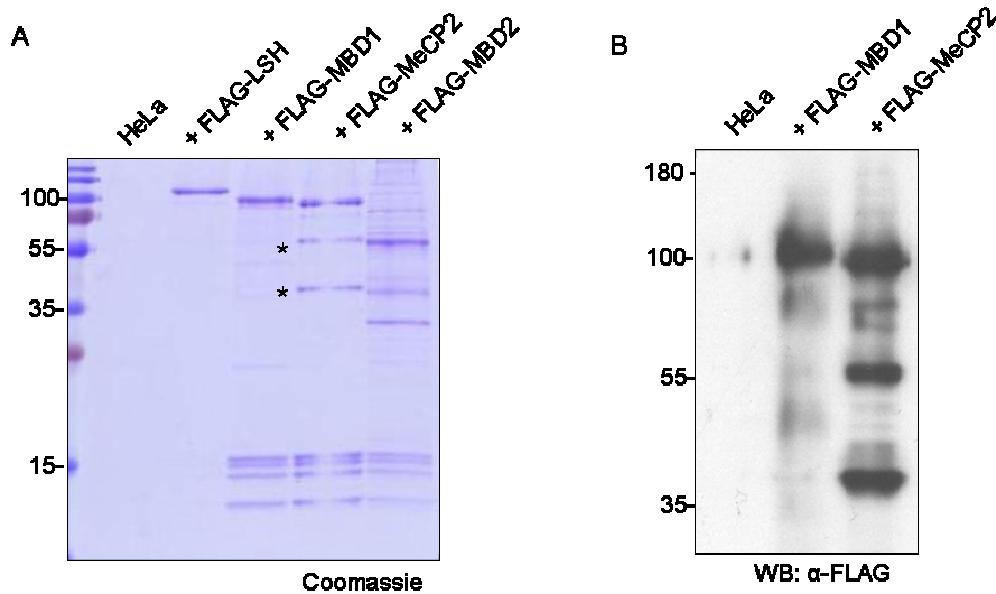 A
HeLa
+ FLAG-LSH
+ FLAG-MBD1
+ FLAG-MeCP2
+ FLAG-MBD2
100
55
35
15
*
*
Coomassie
B
HeLa
+ FLAG-MBD1
+ FLAG-MeCP2
180
100
55
35
WB: α-FLAG